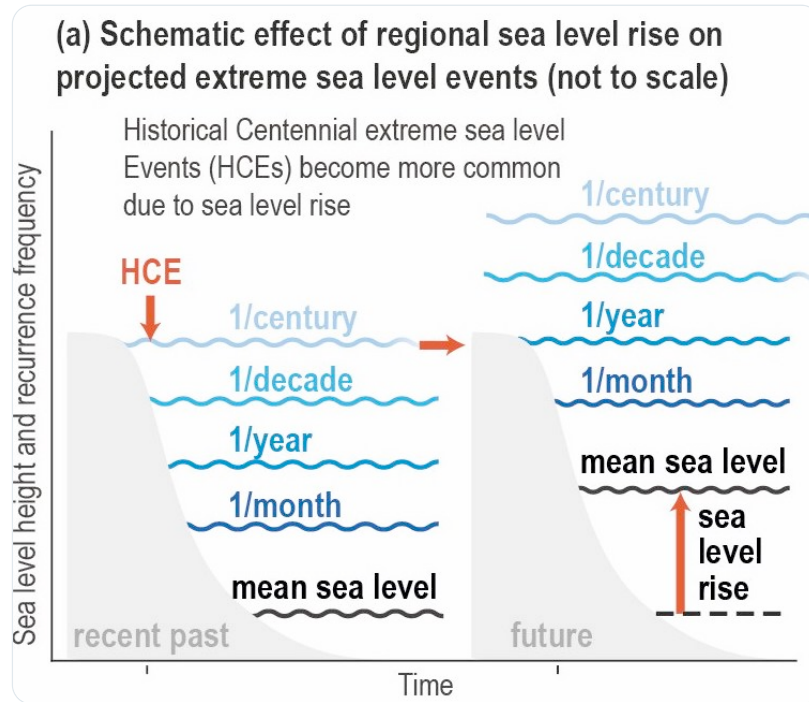 (a) Schematic effect of regional sea level rise on
projected extreme sea level events (not to scale)
Sea level height and recurrence frequency
Historical Centennial extreme sea level
Events (HCEs) become more common
due to sea level rise
HCE
1/century
1/decade
1/year
1/month
mean sea level
recent past
1/century
1/decade
1/year
1/month
mean sea level
sea
level
rise
future
Time